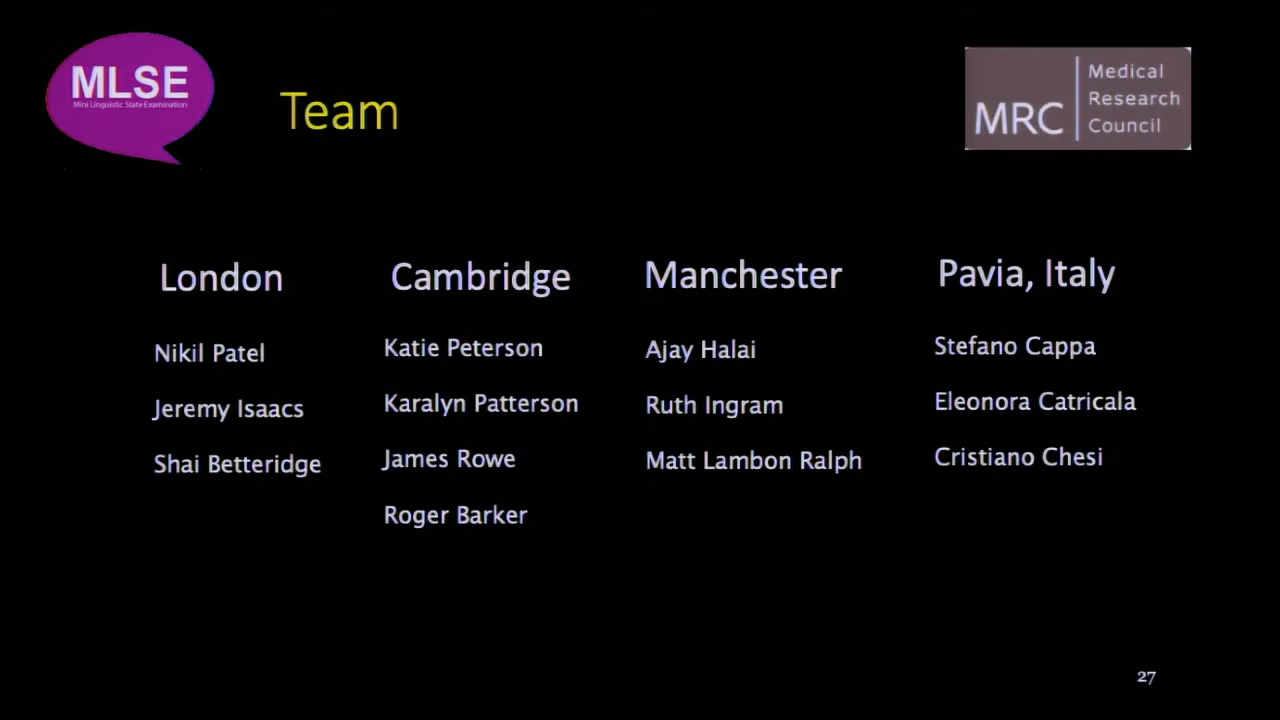 MLSE
Mini Linguistic State Examination
Team
MRC
Medical
Research
Council
London
Nikil Patel
Jeremy Isaacs
Shai Betteridge
Cambridge
Katie Peterson
Karalyn Patterson
James Rowe
Roger Barker
Manchester
Ajay Halai
Ruth Ingram
Matt Lambon Ralph
Pavia, Italy
Stefano Cappa
Eleonora Catricala
Cristiano Chesi
27